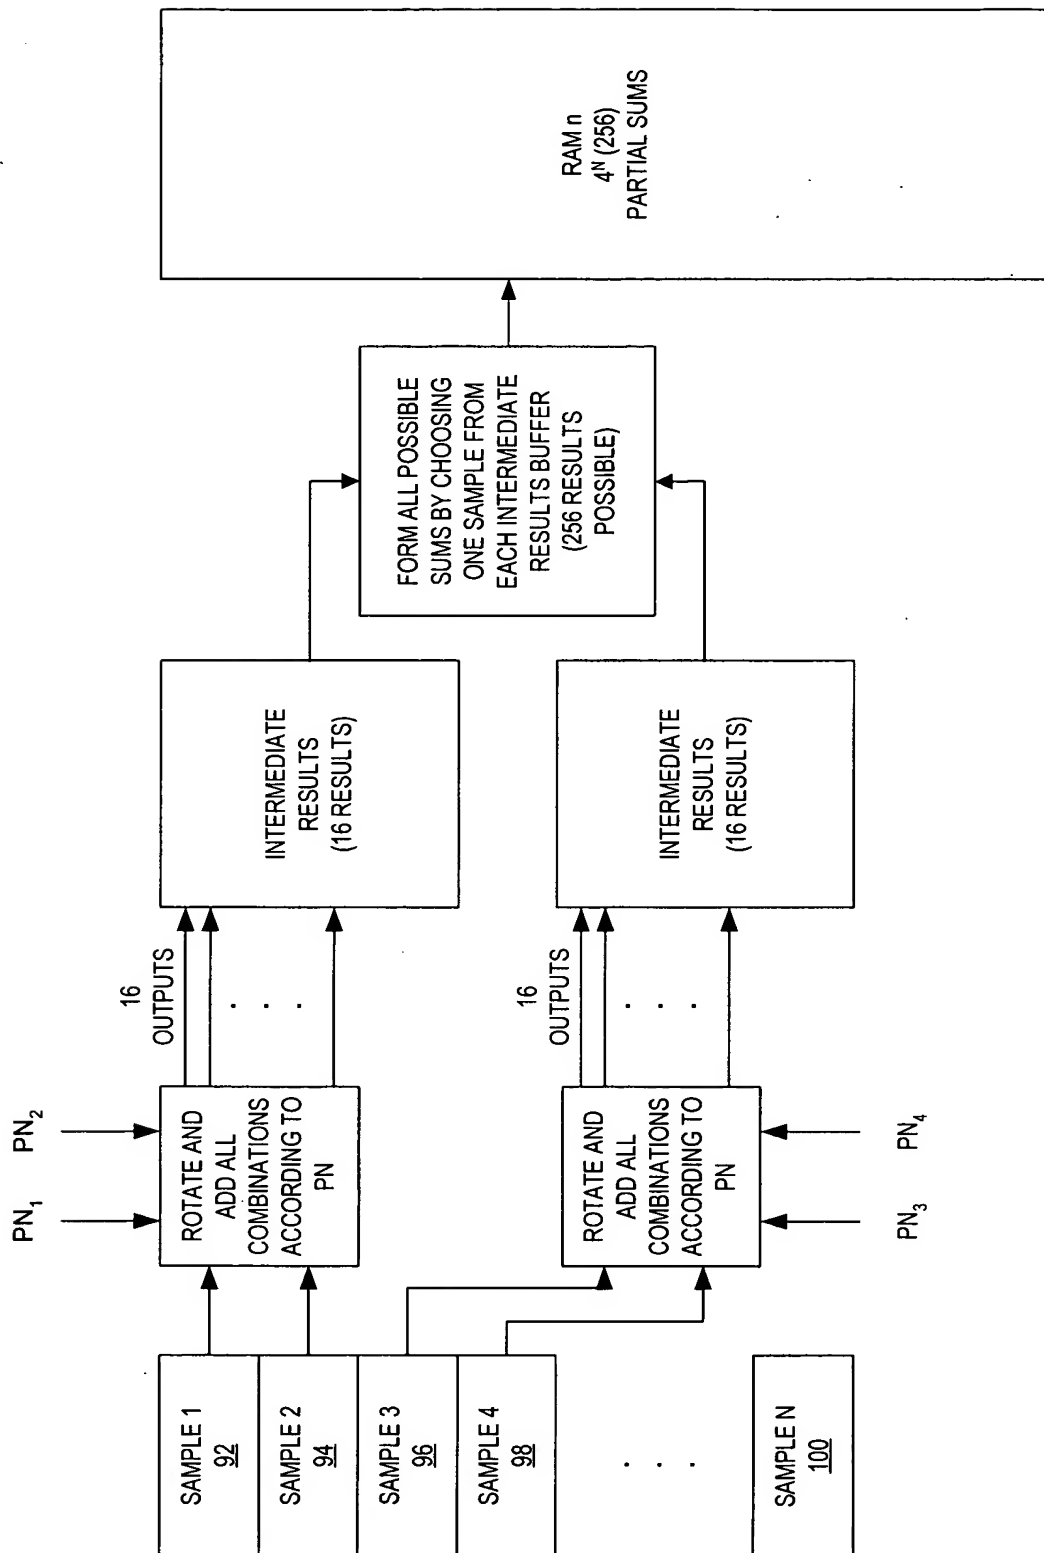 SAMPLE 1
92
SAMPLE 2
94
SAMPLE 3
96
SAMPLE 4
98
. . .
SAMPLE N
100
PN₁
PN₂
ROTATE AND
ADD ALL
COMBINATIONS
ACCORDING TO
PN
16
OUTPUTS
. . .
INTERMEDIATE
RESULTS
(16 RESULTS)
ROTATE AND
ADD ALL
COMBINATIONS
ACCORDING TO
PN
PN₃
PN₄
16
OUTPUTS
. . .
INTERMEDIATE
RESULTS
(16 RESULTS)
FORM ALL POSSIBLE
SUMS BY CHOOSING
ONE SAMPLE FROM
EACH INTERMEDIATE
RESULTS BUFFER
(256 RESULTS
POSSIBLE)
RAM n
4ᴺ (256)
PARTIAL SUMS